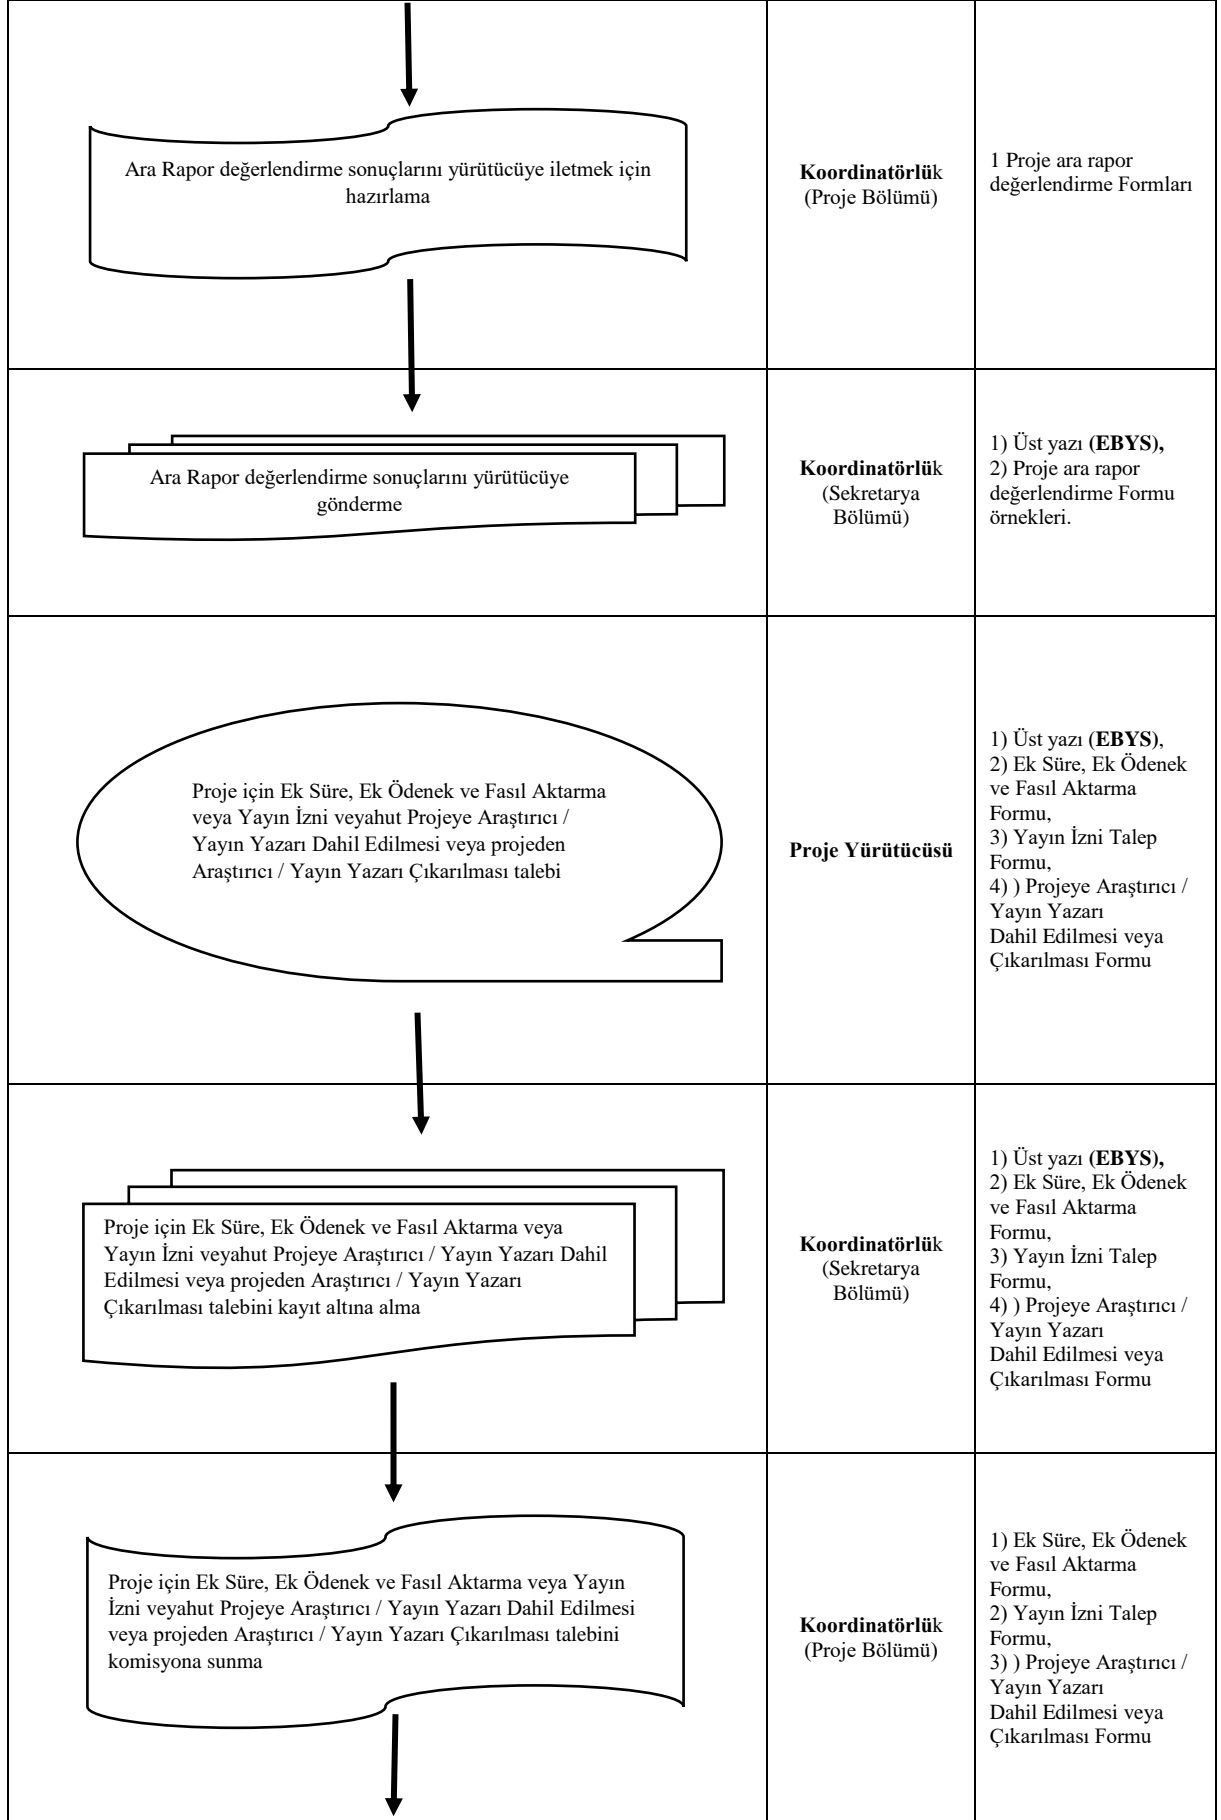 Ara Rapor değerlendirme sonuçlarını yürütücüye iletmek için
hazırlama
Koordinatörlük
(Proje Bölümü)
1 Proje ara rapor
değerlendirme Formları
Ara Rapor değerlendirme sonuçlarını yürütücüye
gönderme
Koordinatörlük
(Sekretarya
Bölümü)
1) Üst yazı (EBYS),
2) Proje ara rapor
değerlendirme Formu
örnekleri.
Proje için Ek Süre, Ek Ödenek ve Fasıl Aktarma
veya Yayın İzni veyahut Projeye Araştırıcı /
Yayın Yazarı Dahil Edilmesi veya projeden
Araştırıcı / Yayın Yazarı Çıkarılması talebi
Proje Yürütücüsü
1) Üst yazı (EBYS),
2) Ek Süre, Ek Ödenek
ve Fasıl Aktarma
Formu,
3) Yayın İzni Talep
Formu,
4) ) Projeye Araştırıcı /
Yayın Yazarı
Dahil Edilmesi veya
Çıkarılması Formu
Proje için Ek Süre, Ek Ödenek ve Fasıl Aktarma veya
Yayın İzni veyahut Projeye Araştırıcı / Yayın Yazarı Dahil
Edilmesi veya projeden Araştırıcı / Yayın Yazarı
Çıkarılması talebini kayıt altına alma
Koordinatörlük
(Sekretarya
Bölümü)
1) Üst yazı (EBYS),
2) Ek Süre, Ek Ödenek
ve Fasıl Aktarma
Formu,
3) Yayın İzni Talep
Formu,
4) ) Projeye Araştırıcı /
Yayın Yazarı
Dahil Edilmesi veya
Çıkarılması Formu
Proje için Ek Süre, Ek Ödenek ve Fasıl Aktarma veya Yayın
İzni veyahut Projeye Araştırıcı / Yayın Yazarı Dahil Edilmesi
veya projeden Araştırıcı / Yayın Yazarı Çıkarılması talebini
komisyona sunma
Koordinatörlük
(Proje Bölümü)
1) Ek Süre, Ek Ödenek
ve Fasıl Aktarma
Formu,
2) Yayın İzni Talep
Formu,
3) ) Projeye Araştırıcı /
Yayın Yazarı
Dahil Edilmesi veya
Çıkarılması Formu